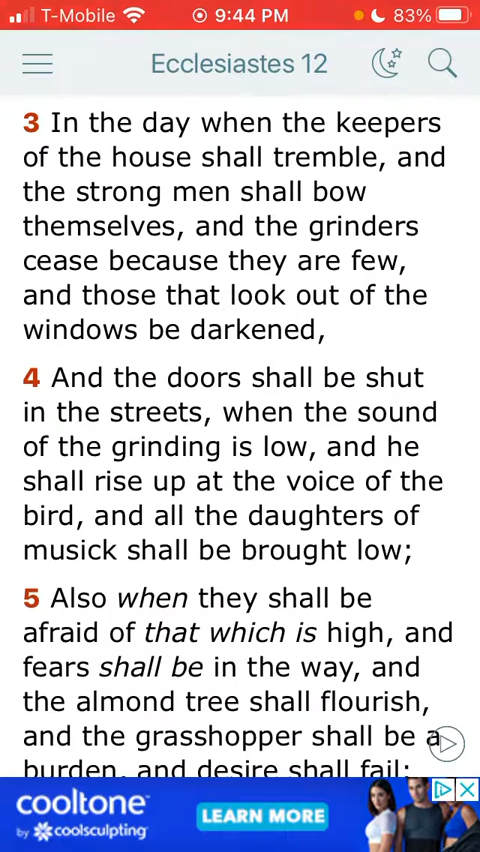 T-Mobile 9:44 PM 83%
Ecclesiastes 12
3 In the day when the keepers
of the house shall tremble, and
the strong men shall bow
themselves, and the grinders
cease because they are few,
and those that look out of the
windows be darkened,
4 And the doors shall be shut
in the streets, when the sound
of the grinding is low, and he
shall rise up at the voice of the
bird, and all the daughters of
musick shall be brought low;
5 Also when they shall be
afraid of that which is high, and
fears shall be in the way, and
the almond tree shall flourish,
and the grasshopper shall be a
burden, and desire shall fail:
cooltone™
by coolsculpting
LEARN MORE